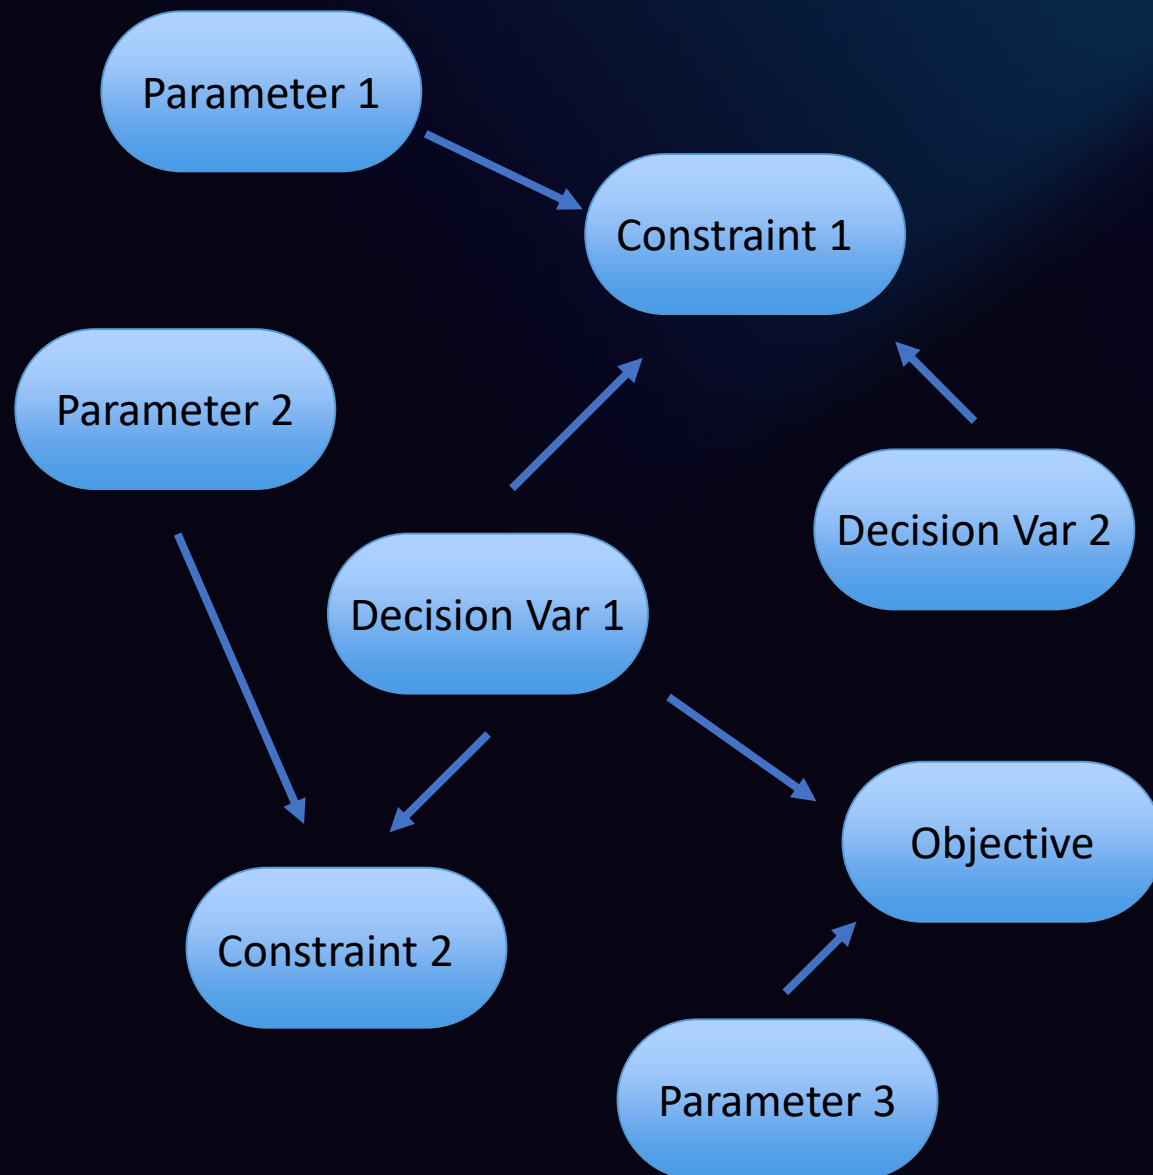 Parameter 1
Constraint 1
Parameter 2
Decision Var 2
Decision Var 1
Objective
Constraint 2
Parameter 3